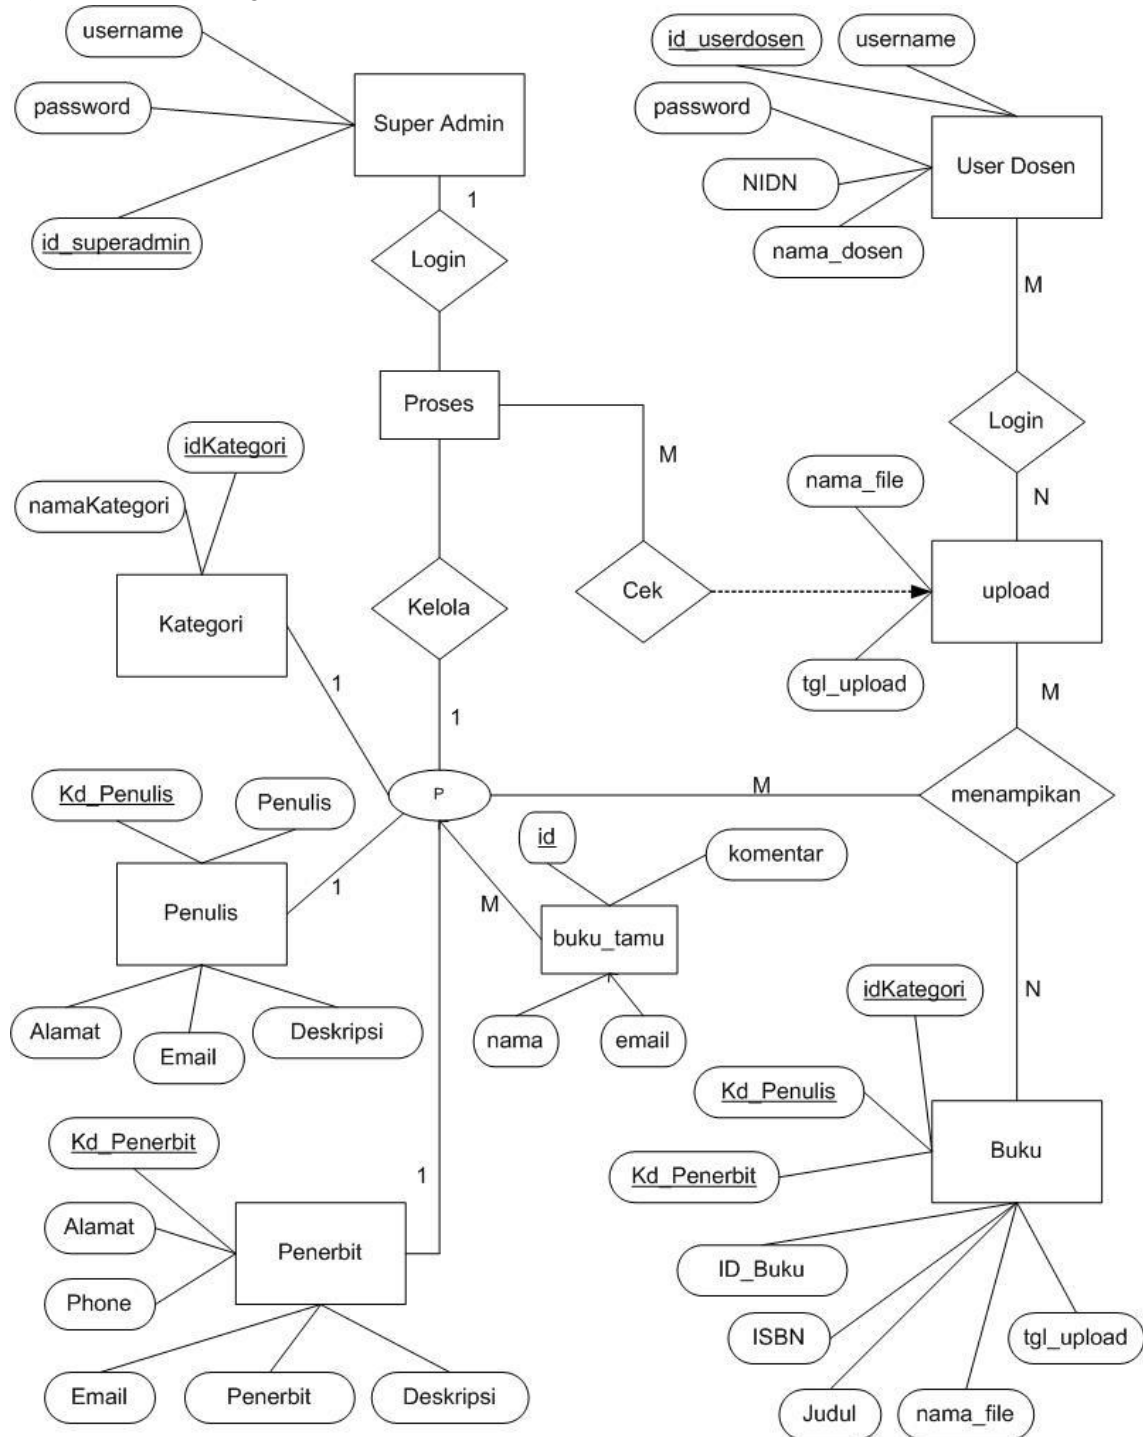 username
id_userdosen
username
password
Super Admin
password
User Dosen
NIDN
1
id_superadmin
Login
nama_dosen
M
Proses
Login
idKategori
M
nama_file
namaKategori
N
Kategori
Kelola
Cek
upload
1
tgl_upload
M
1
Kd_Penulis
Penulis
P
M
menampikan
id
komentar
1
M
Penulis
buku_tamu
idKategori
N
Alamat
Email
Deskripsi
nama
email
Kd_Penulis
Kd_Penerbit
Buku
Kd_Penerbit
1
Alamat
Penerbit
ID_Buku
Phone
ISBN
tgl_upload
Email
Penerbit
Deskripsi
Judul
nama_file